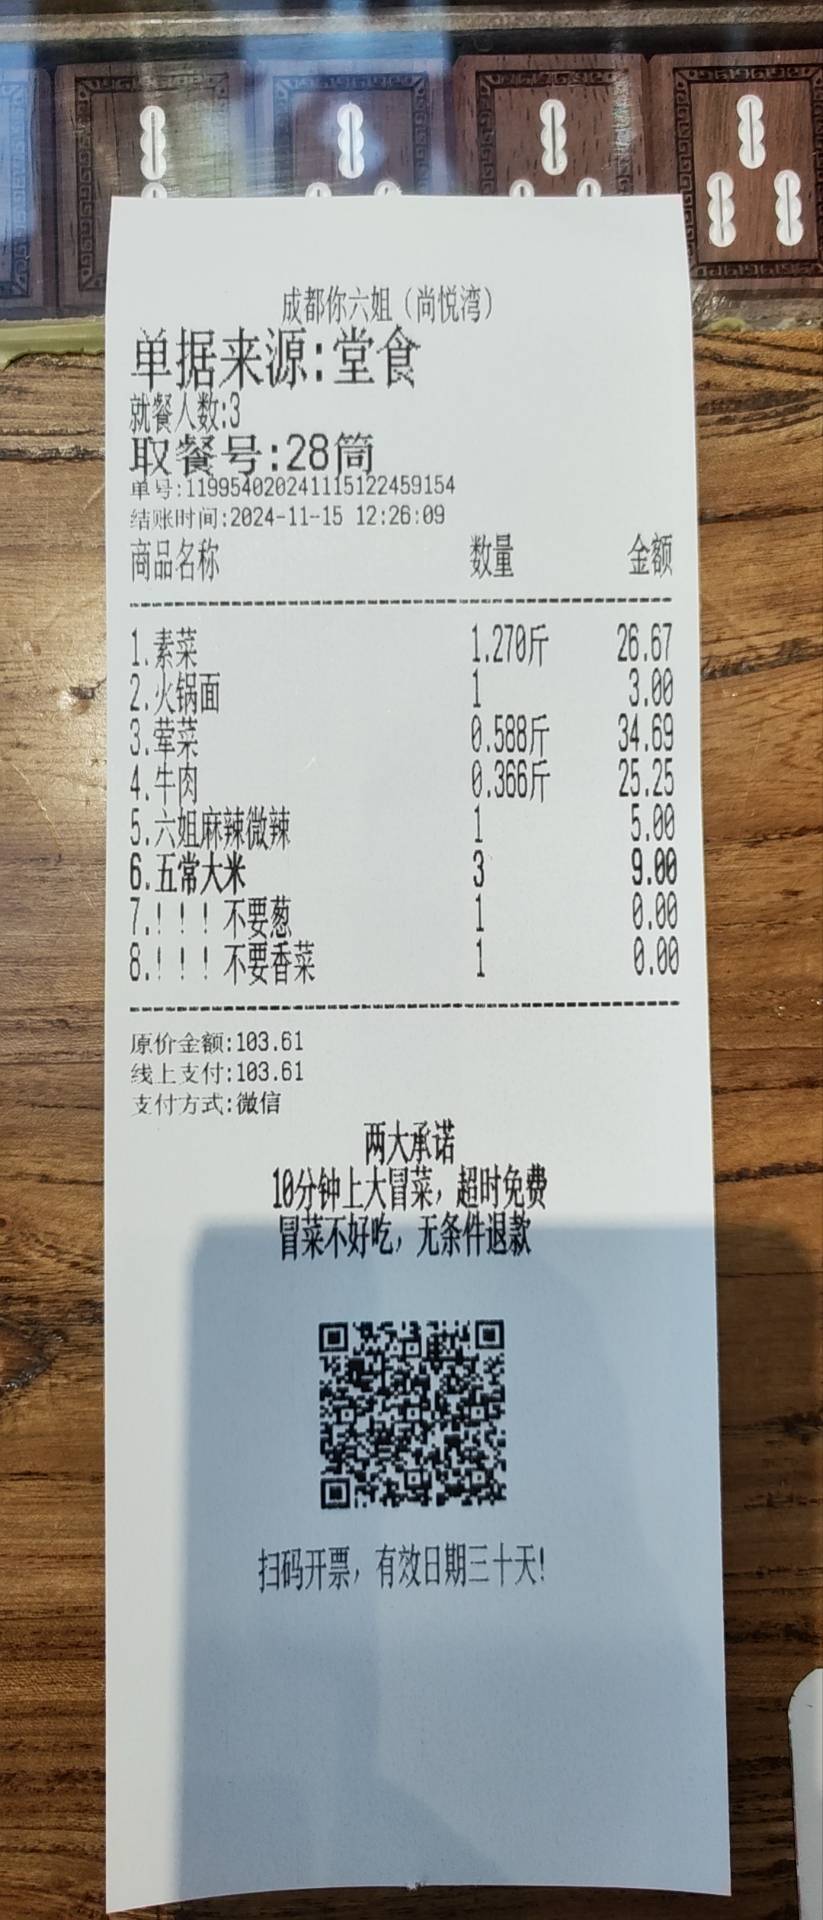 成都你六姐（尚悦湾）
单据来源:堂食
就餐人数:3
取餐号:28筒
单号:119954020241115122459154
结账时间:2024-11-15 12:26:09
商品名称 数量 金额
1.素菜 1.270斤 26.67
2.火锅面 1 3.00
3.荤菜 0.588斤 34.69
4.牛肉 0.366斤 25.25
5.六姐麻辣微辣 1 5.00
6.五常大米 3 9.00
7.！！！不要葱 1 0.00
8.！！！不要香菜 1 0.00
原价金额:103.61
线上支付:103.61
支付方式:微信
两大承诺
10分钟上大冒菜，超时免费
冒菜不好吃，无条件退款
扫码开票，有效日期三十天!